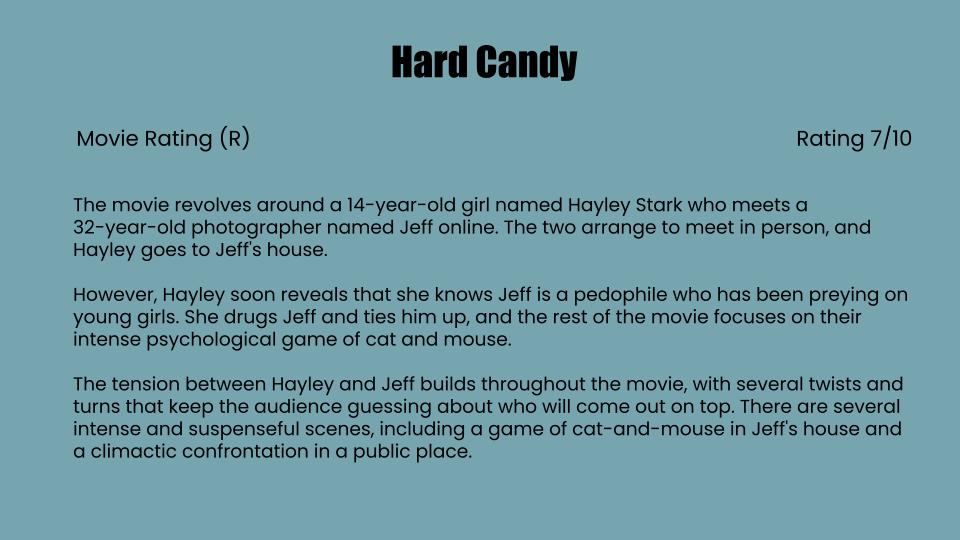 Hard Candy
Movie Rating (R)
Rating 7/10
The movie revolves around a 14-year-old girl named Hayley Stark who meets a
32-year-old photographer named Jeff online. The two arrange to meet in person, and
Hayley goes to Jeff's house.
However, Hayley soon reveals that she knows Jeff is a pedophile who has been preying on
young girls. She drugs Jeff and ties him up, and the rest of the movie focuses on their
intense psychological game of cat and mouse.
The tension between Hayley and Jeff builds throughout the movie, with several twists and
turns that keep the audience guessing about who will come out on top. There are several
intense and suspenseful scenes, including a game of cat-and-mouse in Jeff's house and
a climactic confrontation in a public place.